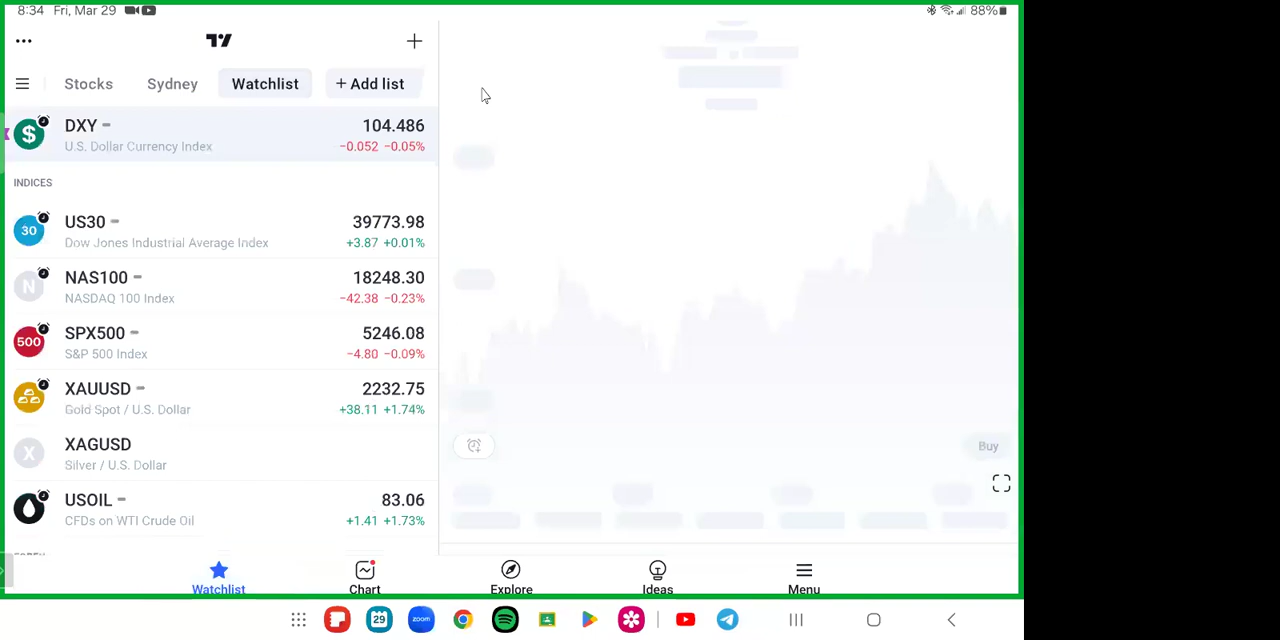 8:34 Fri, Mar 29
88%
Stocks
Sydney
Watchlist
+ Add list
$
DXY
104.486
U.S. Dollar Currency Index
−0.052 −0.05%
INDICES
30
US30
39773.98
Dow Jones Industrial Average Index
+3.87 +0.01%
N
NAS100
18248.30
NASDAQ 100 Index
−42.38 −0.23%
500
SPX500
5246.08
S&P 500 Index
−4.80 −0.09%
XAUUSD
2232.75
Gold Spot / U.S. Dollar
+38.11 +1.74%
X
XAGUSD
Silver / U.S. Dollar
USOIL
83.06
CFDs on WTI Crude Oil
+1.41 +1.73%
Buy
Watchlist
Chart
Explore
Ideas
Menu
29
zoom